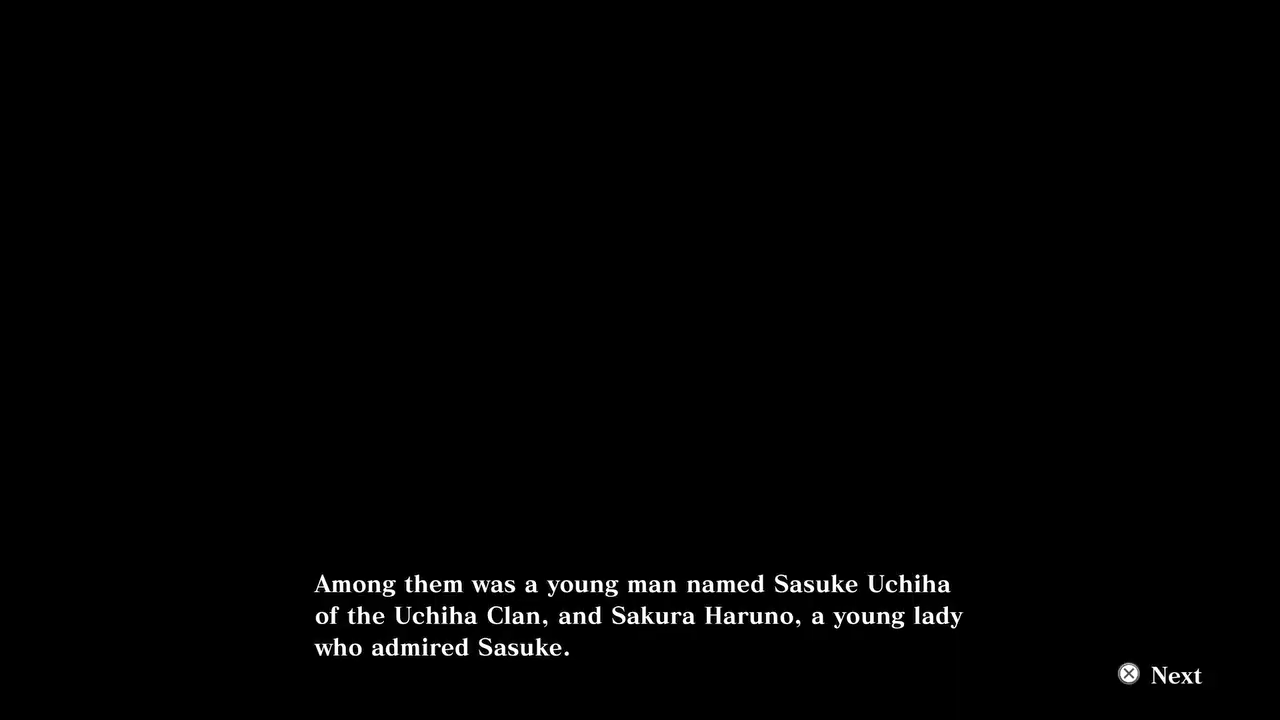 Among them was a young man named Sasuke Uchiha
of the Uchiha Clan, and Sakura Haruno, a young lady
who admired Sasuke.
Next